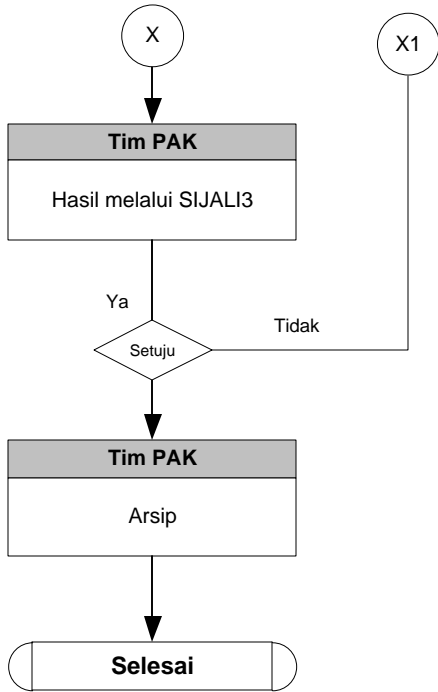 X
X1
Tim PAK
Hasil melalui SIJALI3
Ya
Tidak
Setuju
Tim PAK
Arsip
Selesai